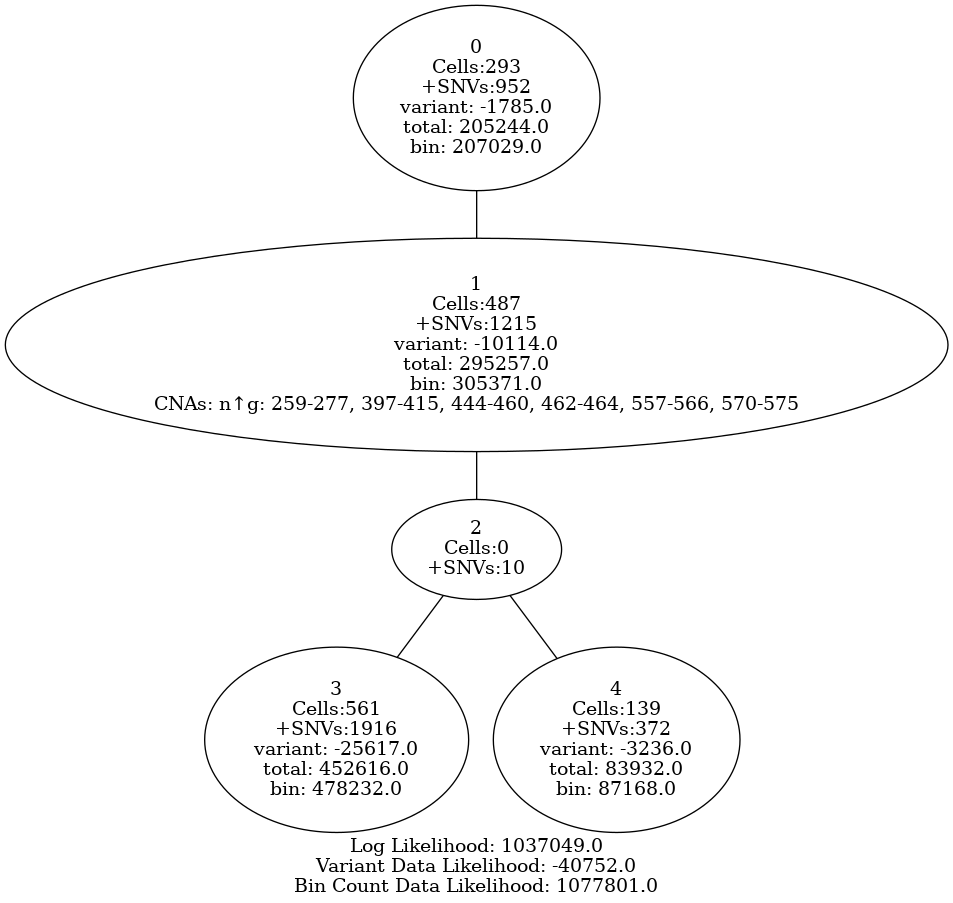 0
Cells:293
+SNVs:952
variant: -1785.0
total: 205244.0
bin: 207029.0
1
Cells:487
+SNVs:1215
variant: -10114.0
total: 295257.0
bin: 305371.0
CNAs: n↑g: 259-277, 397-415, 444-460, 462-464, 557-566, 570-575
2
Cells:0
+SNVs:10
3
Cells:561
+SNVs:1916
variant: -25617.0
total: 452616.0
bin: 478232.0
4
Cells:139
+SNVs:372
variant: -3236.0
total: 83932.0
bin: 87168.0
Log Likelihood: 1037049.0
Variant Data Likelihood: -40752.0
Bin Count Data Likelihood: 1077801.0